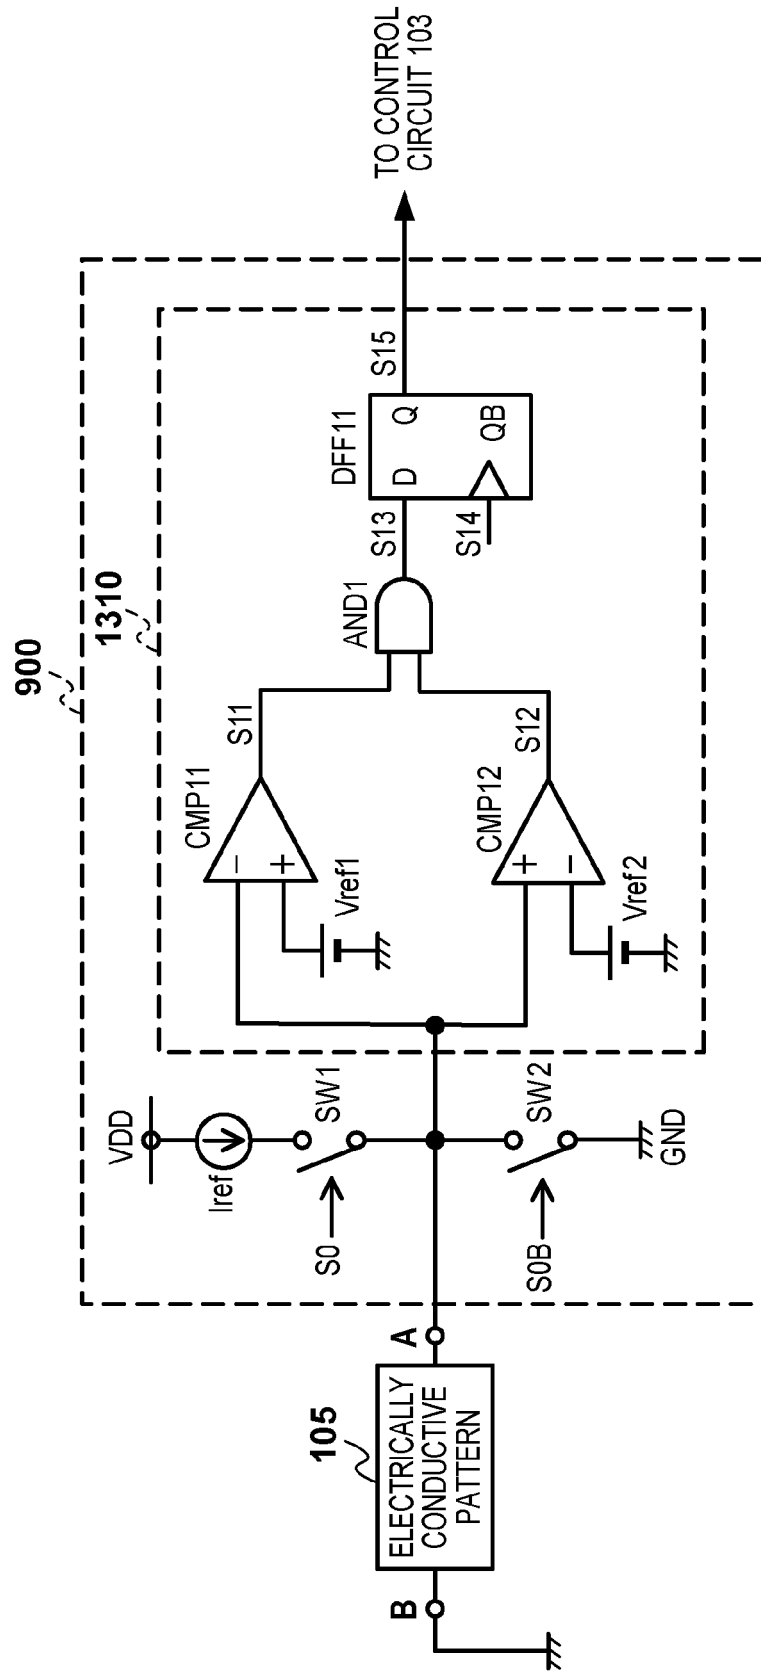 900
1310
VDD
Iref
S0
SW1
S0B
SW2
GND
105
ELECTRICALLY
CONDUCTIVE
PATTERN
B
A
CMP11
−
+
Vref1
S11
CMP12
+
−
Vref2
S12
AND1
S13
S14
DFF11
D
Q
QB
S15
TO CONTROL
CIRCUIT 103